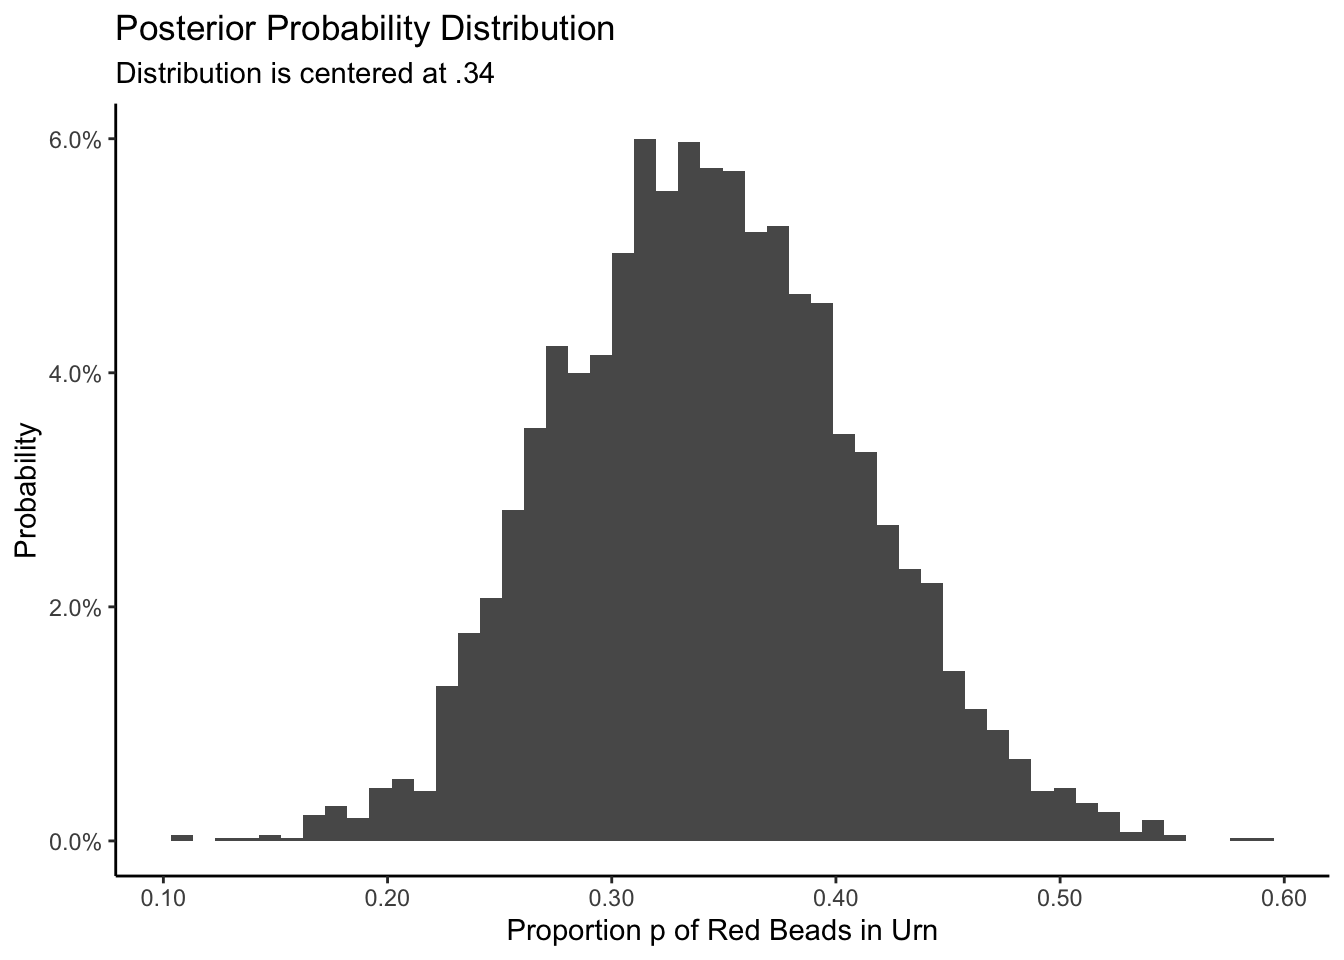 Posterior Probability Distribution
Distribution is centered at .34
6.0%
4.0%
2.0%
0.0%
Probability
0.10 0.20 0.30 0.40 0.50 0.60
Proportion p of Red Beads in Urn